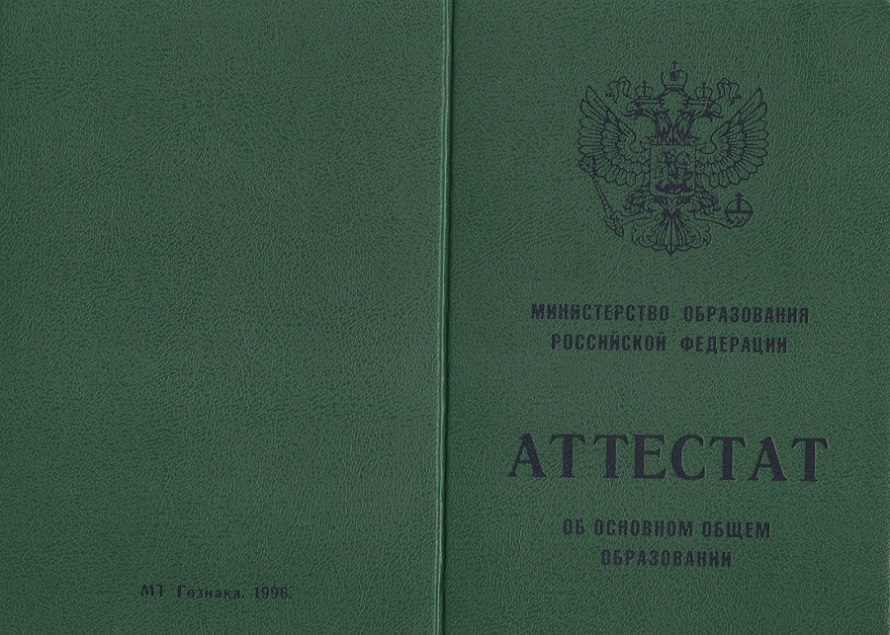 МИНИСТЕРСТВО ОБРАЗОВАНИЯ
РОССИЙСКОЙ ФЕДЕРАЦИИ
АТТЕСТАТ
ОБ ОСНОВНОМ ОБЩЕМ
ОБРАЗОВАНИИ
МТ Гознака. 1996.